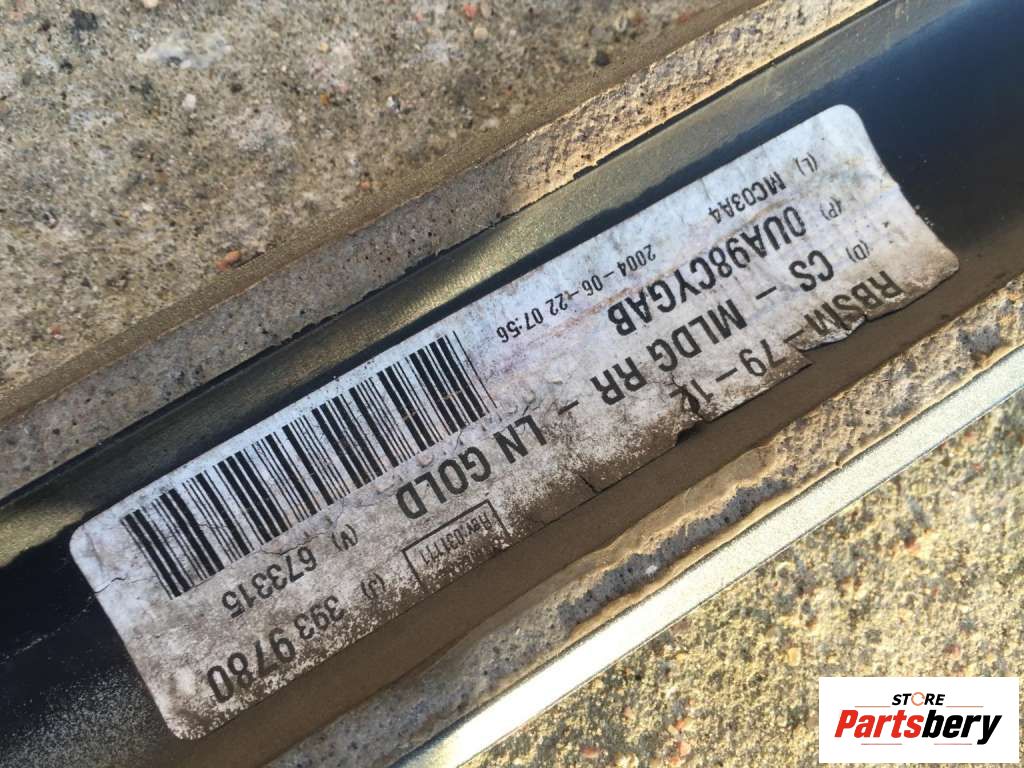 RBSM-79-12 (J) 393 9780
(D) CS - MLDG RR - LN GOLD
(P) 0UA98CYGAB
(V) 673315
(L) MC03A4 2004-06-22 07:56
STORE
Partsbery